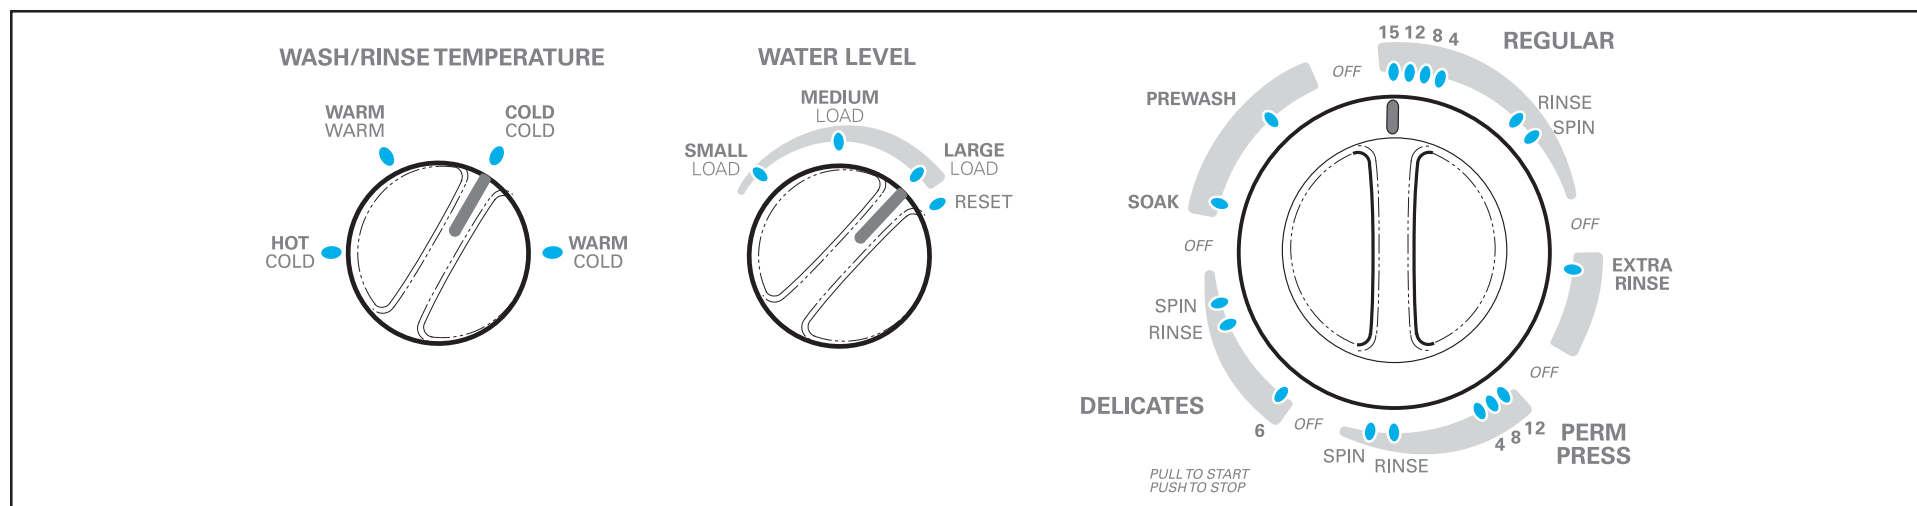 WASH/RINSE TEMPERATURE
WARM
WARM
COLD
COLD
HOT
COLD
WARM
COLD
WATER LEVEL
MEDIUM
LOAD
SMALL
LOAD
LARGE
LOAD
RESET
15 12 8 4
REGULAR
OFF
PREWASH
RINSE
SPIN
SOAK
OFF
OFF
EXTRA
RINSE
SPIN
RINSE
OFF
DELICATES
6
OFF
4 8 12
PERM
PRESS
SPIN
RINSE
PULL TO START
PUSH TO STOP